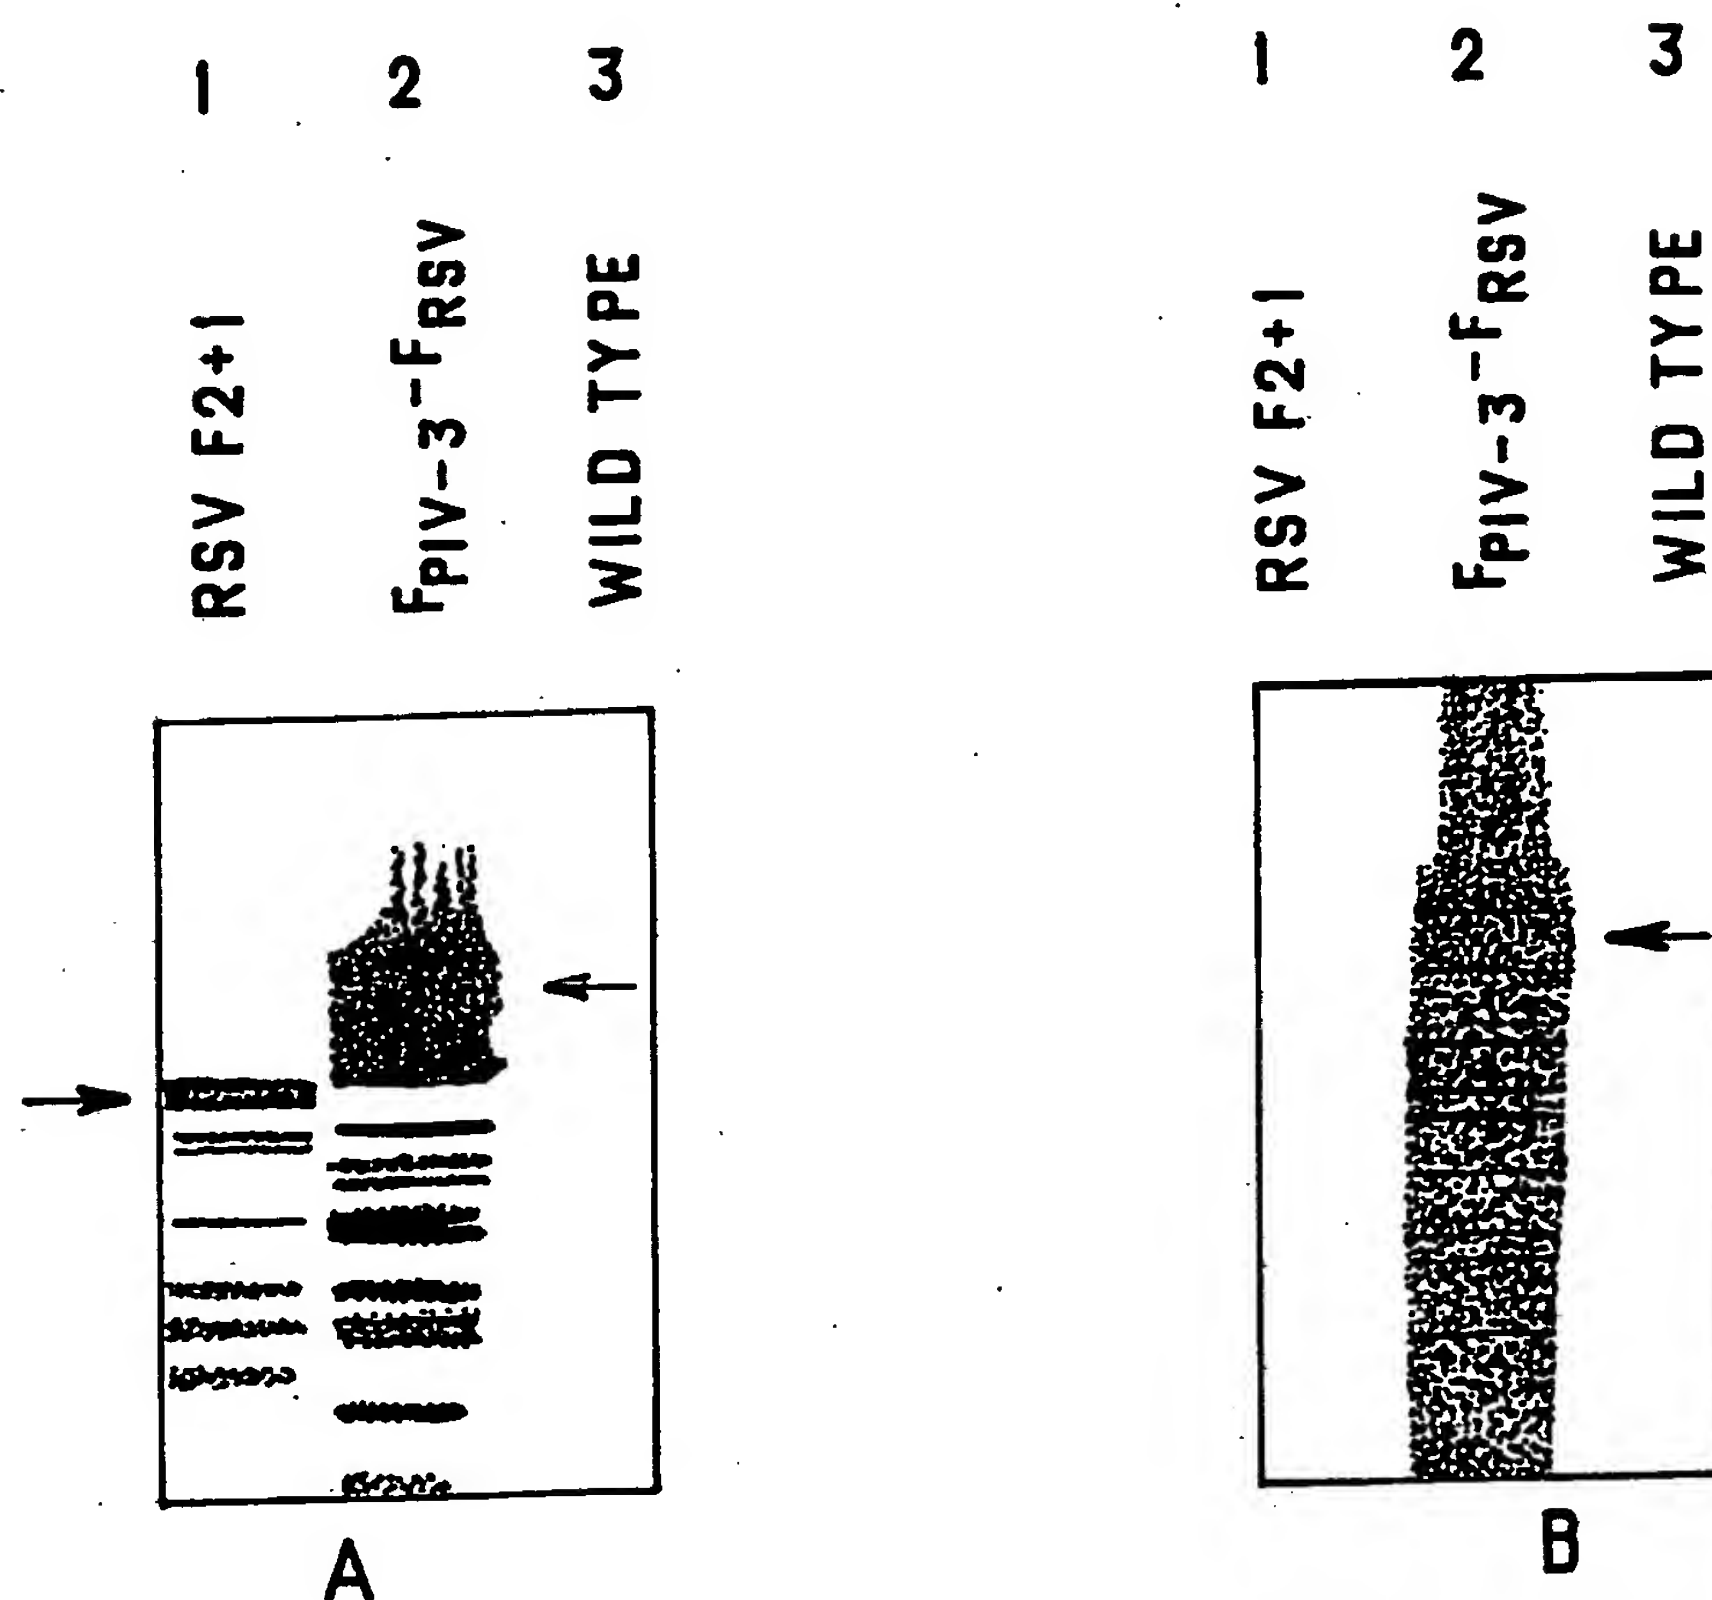 1 2 3
RSV F2+1
FPIV-3-FRSV
WILD TYPE
A
1 2 3
RSV F2+1
FPIV-3-FRSV
WILD TYPE
B